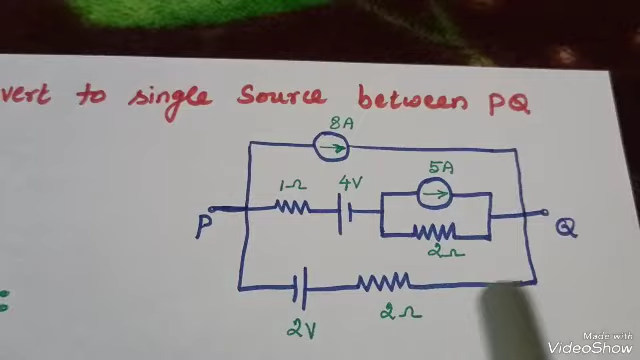 vert to single Source between PQ
8A
5A
1Ω 4V
P
Q
2Ω
2V
2Ω
Made with
VideoShow